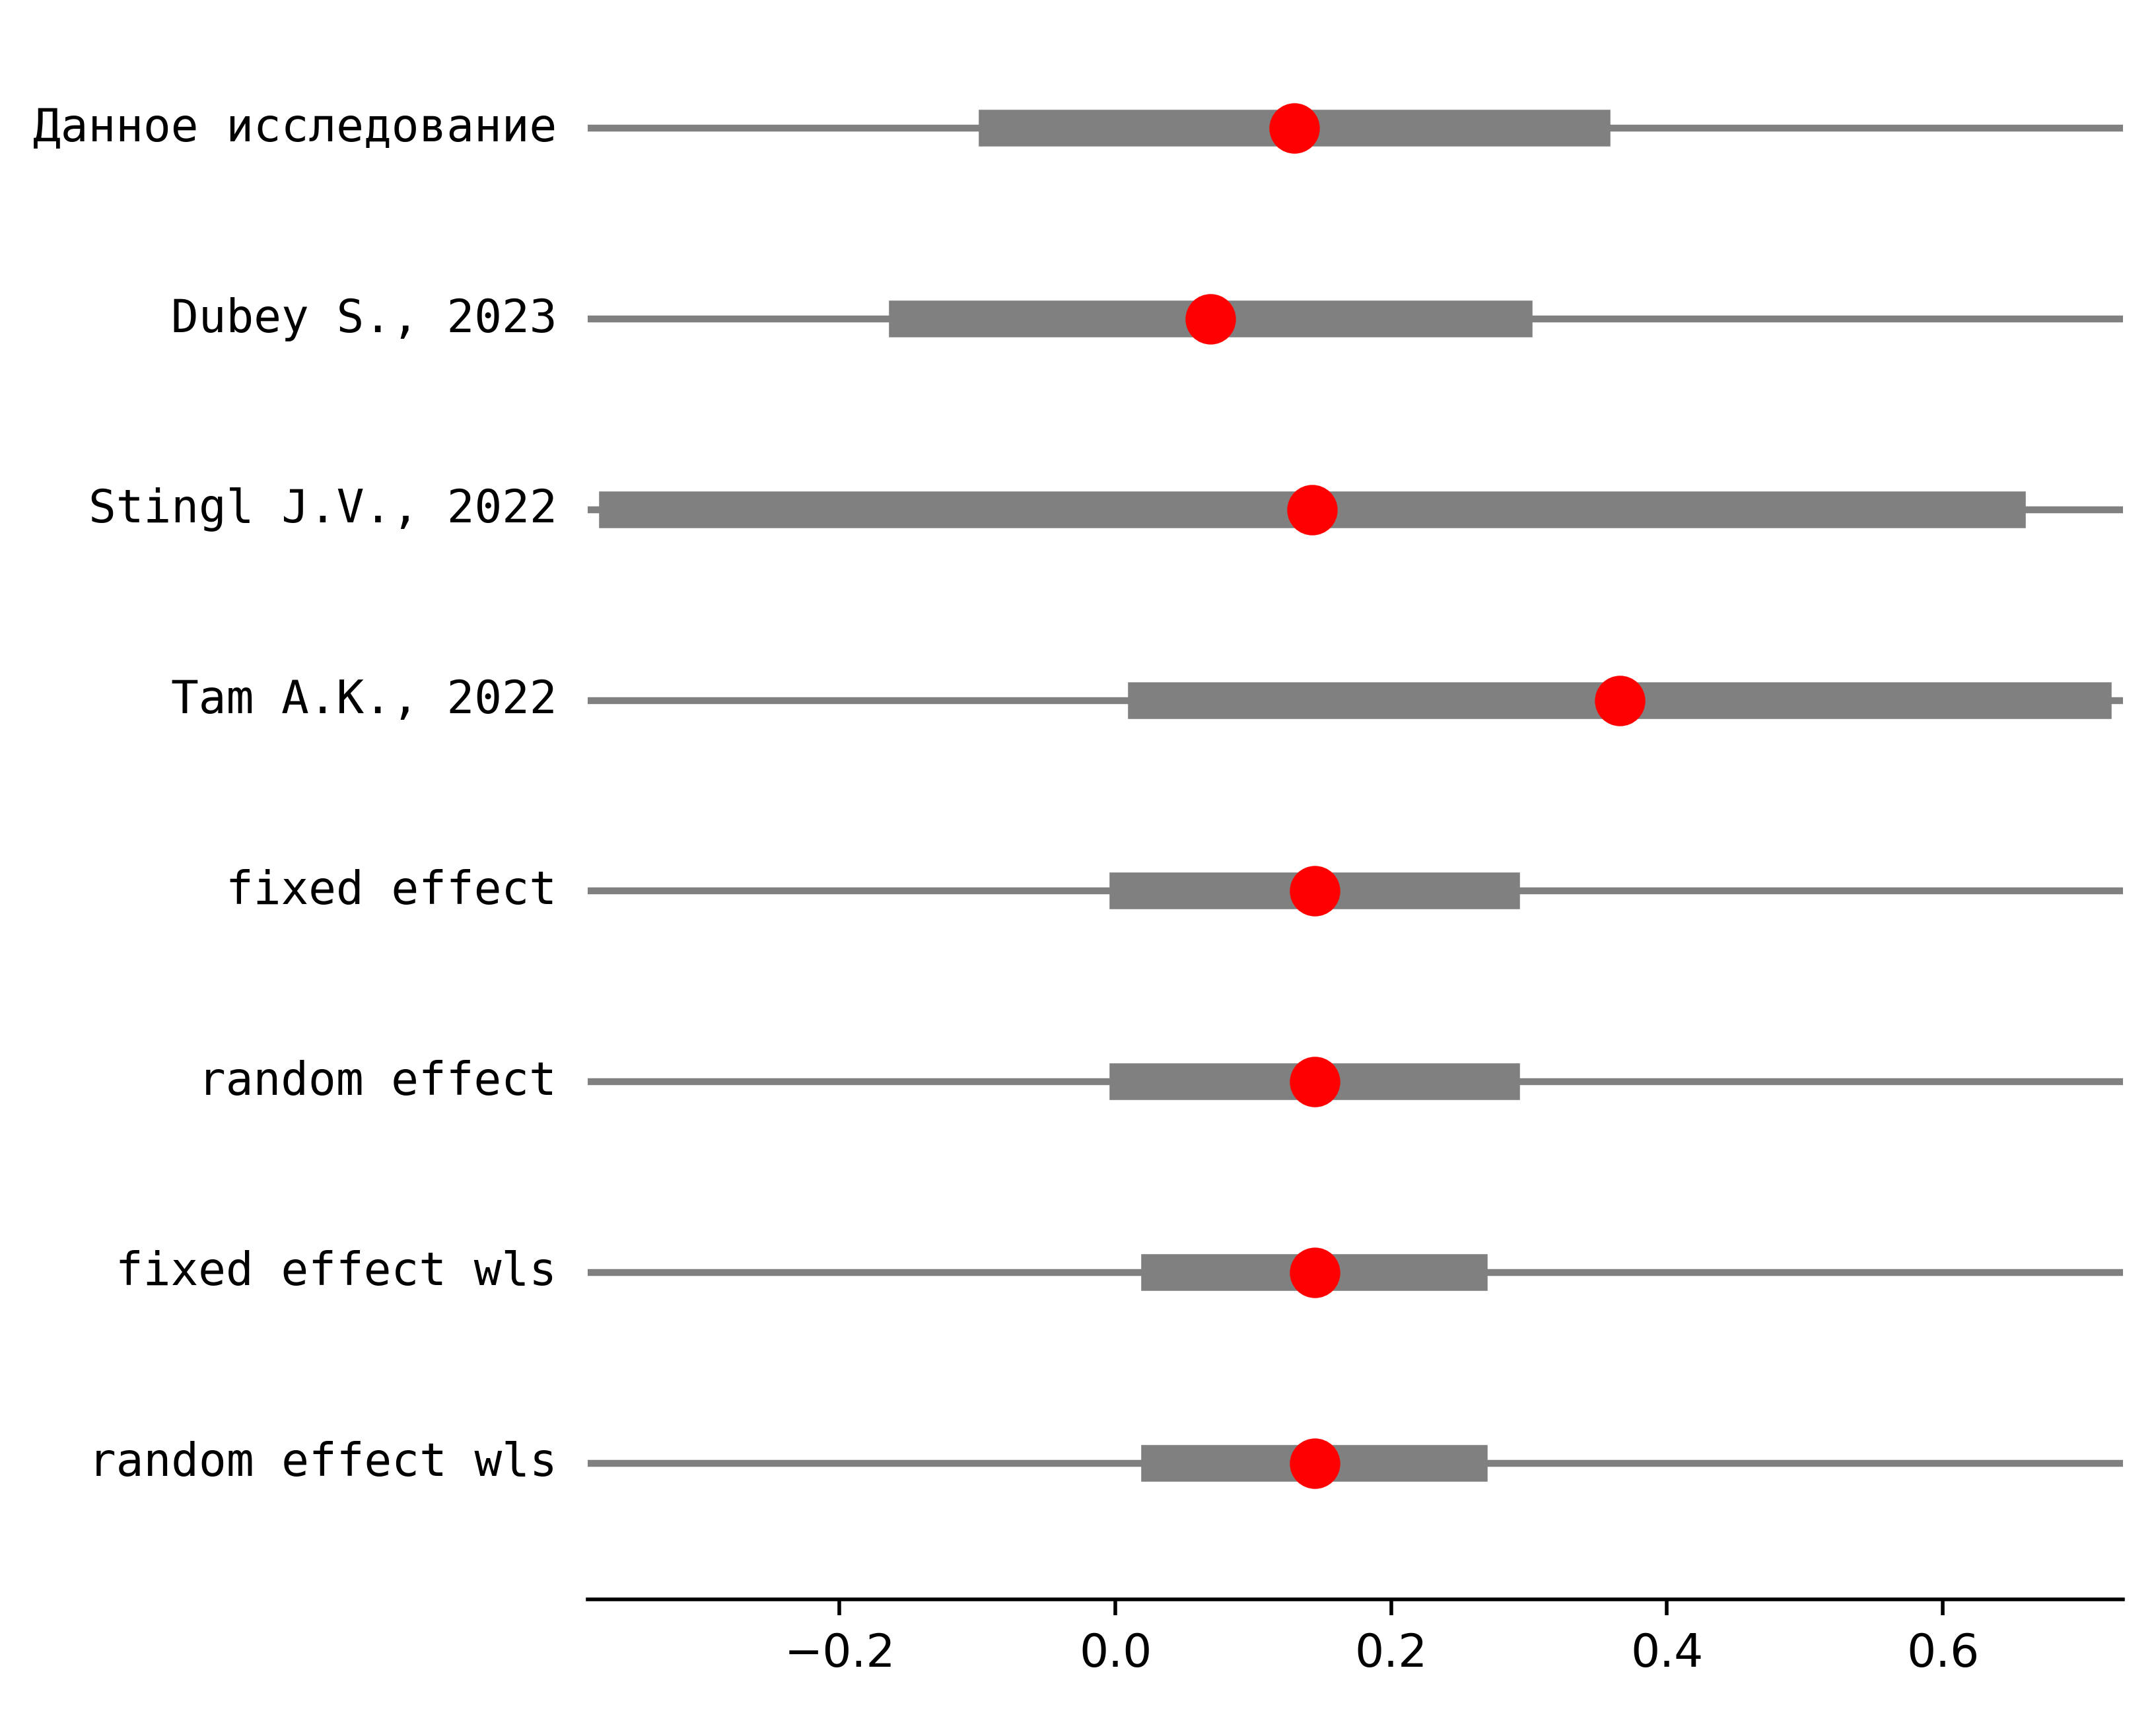 Данное исследование
Dubey S., 2023
Stingl J.V., 2022
Tam A.K., 2022
fixed effect
random effect
fixed effect wls
random effect wls
−0.2 0.0 0.2 0.4 0.6